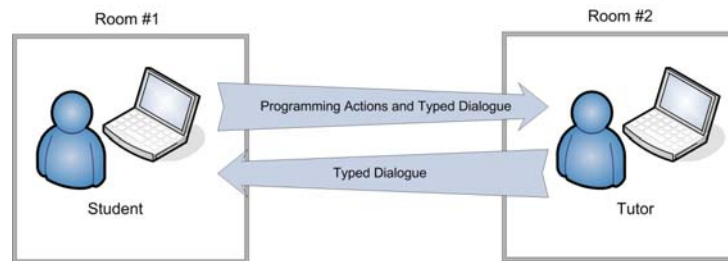 Room #1
Room #2
Programming Actions and Typed Dialogue
Typed Dialogue
Student
Tutor